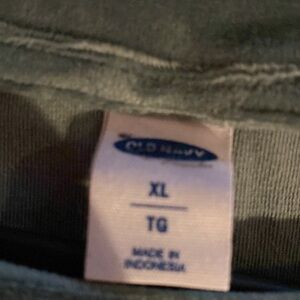 OLD NAVY
XL
TG
MADE IN
INDONESIA